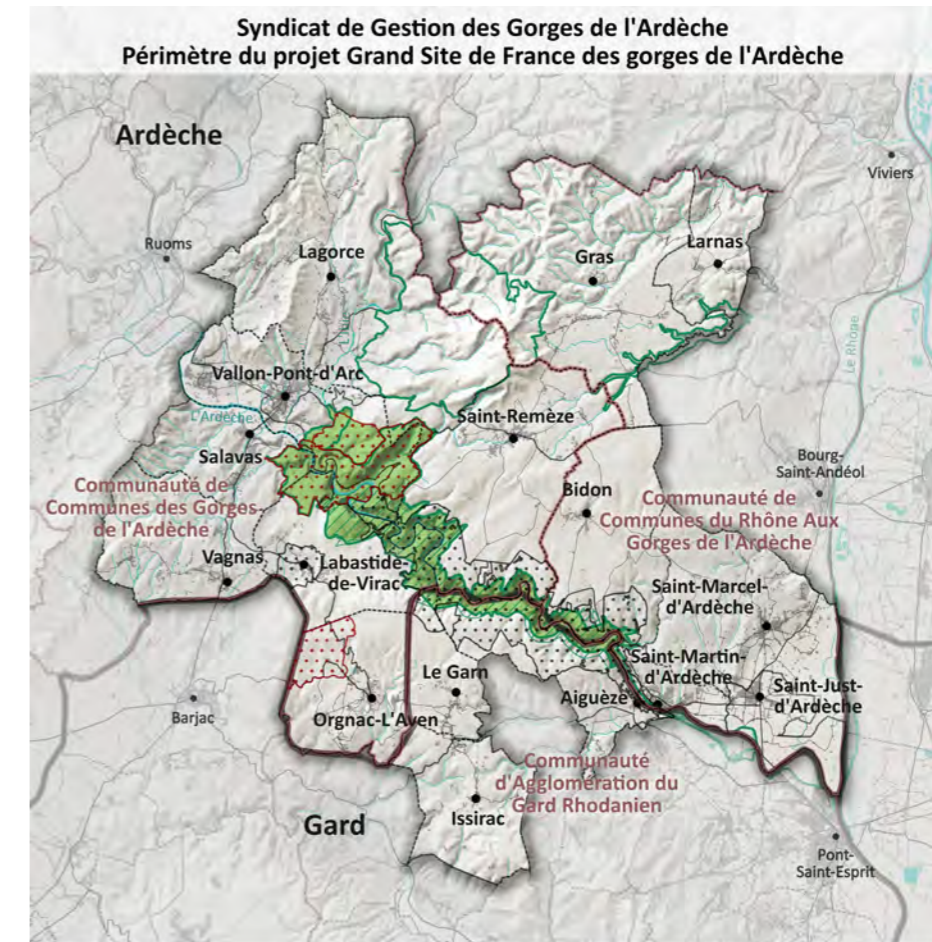 Syndicat de Gestion des Gorges de l'Ardèche
Périmètre du projet Grand Site de France des gorges de l'Ardèche
Ardèche
Viviers
Ruoms
Lagorce
Gras
Larnas
Le Rhône
Vallon-Pont-d'Arc
L'Ardèche
Saint-Remèze
Salavas
Bourg-
Saint-Andéol
Communauté de
Communes des Gorges
de l'Ardèche
Bidon
Communauté de
Communes du Rhône Aux
Gorges de l'Ardèche
Vagnas
Labastide-
de-Virac
Saint-Marcel-
d'Ardèche
Le Garn
Saint-Martin-
d'Ardèche
Aiguèze
Saint-Just-
d'Ardèche
Barjac
Orgnac-L'Aven
Communauté
d'Agglomération du
Gard Rhodanien
Issirac
Gard
Pont-
Saint-Esprit